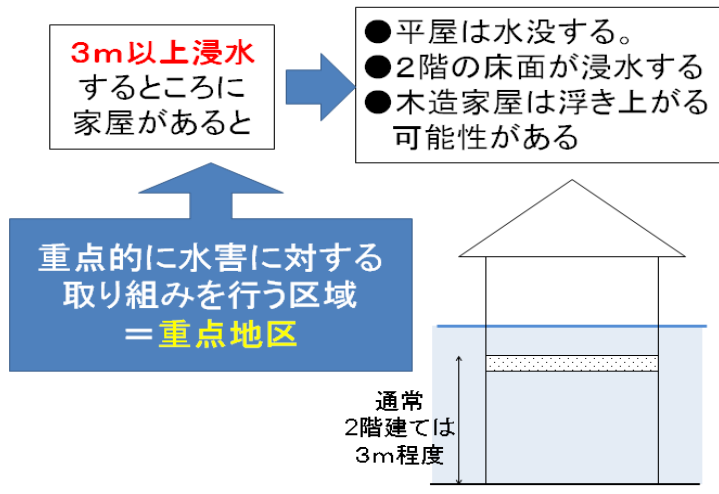 3ｍ以上浸水
するところに
家屋があると
●平屋は水没する。
●2階の床面が浸水する
●木造家屋は浮き上がる
可能性がある
重点的に水害に対する
取り組みを行う区域
＝重点地区
通常
2階建ては
3ｍ程度